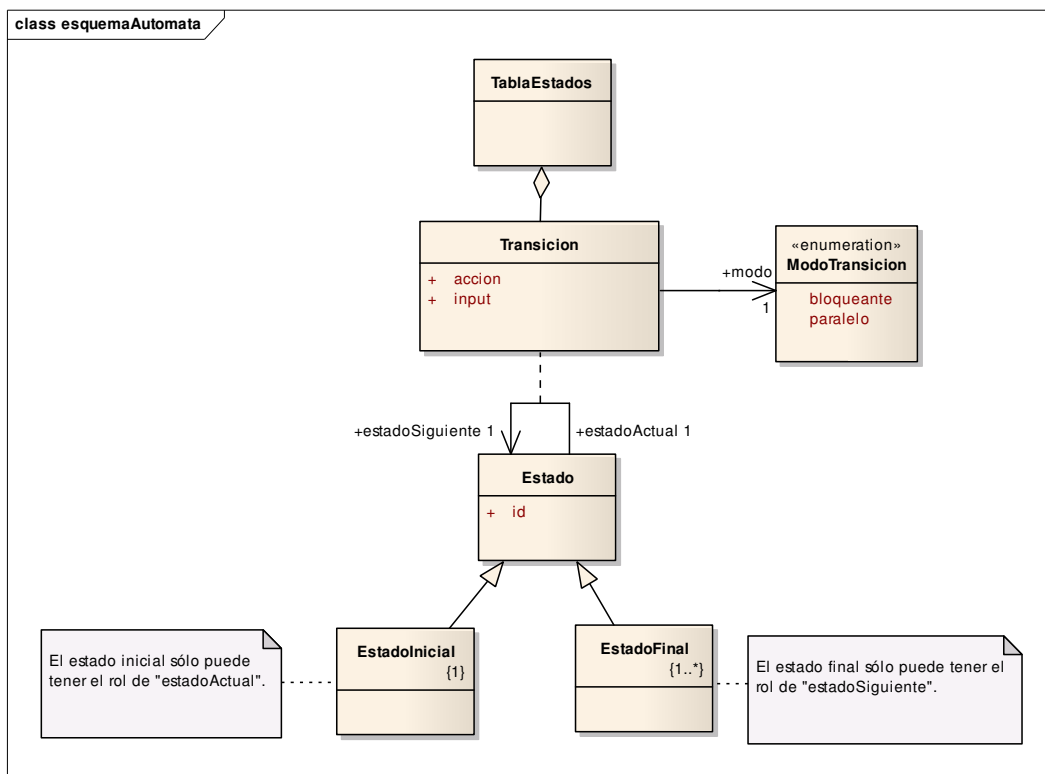 class esquemaAutomata
TablaEstados
Transicion
+ accion
+ input
«enumeration»
ModoTransicion
bloqueante
paralelo
+modo
1
+estadoSiguiente 1
+estadoActual 1
Estado
+ id
El estado inicial sólo puede
tener el rol de "estadoActual".
EstadoInicial
{1}
EstadoFinal
{1..*}
El estado final sólo puede tener el
rol de "estadoSiguiente".